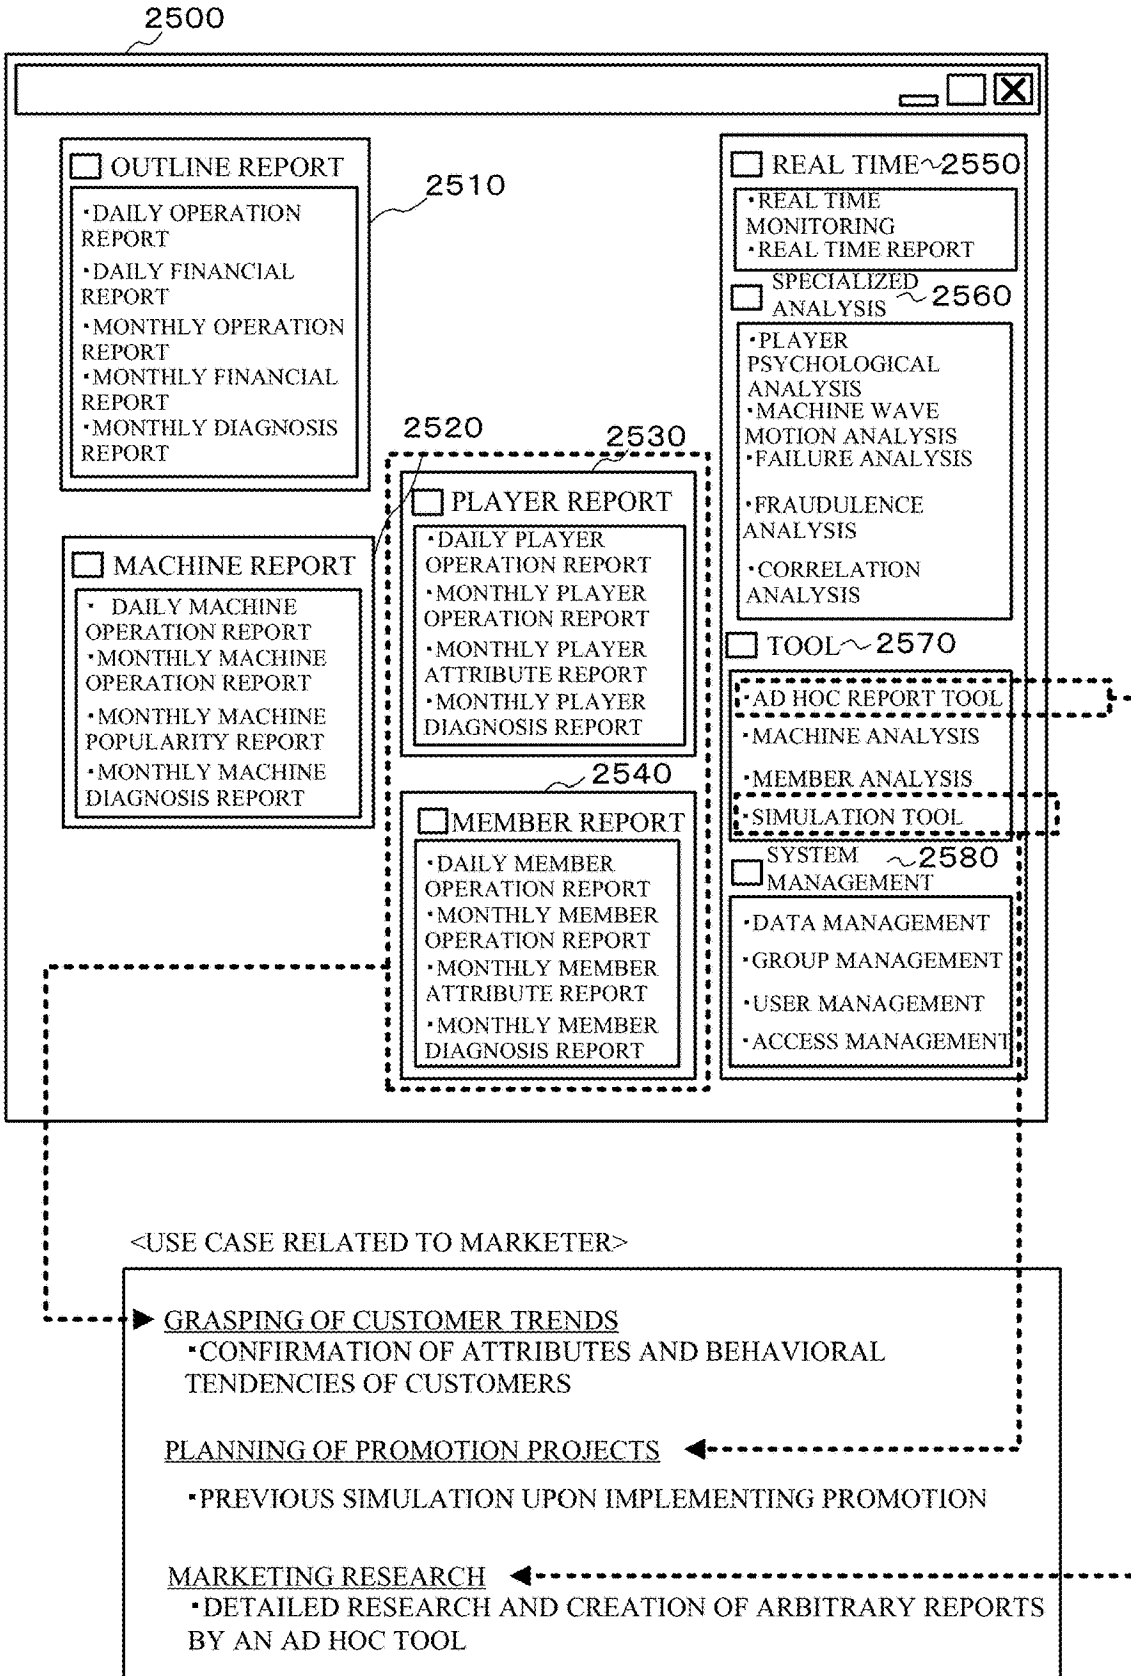 2500
OUTLINE REPORT
・DAILY OPERATION
REPORT
・DAILY FINANCIAL
REPORT
・MONTHLY OPERATION
REPORT
・MONTHLY FINANCIAL
REPORT
・MONTHLY DIAGNOSIS
REPORT
2510
MACHINE REPORT
・ DAILY MACHINE
OPERATION REPORT
・MONTHLY MACHINE
OPERATION REPORT
・MONTHLY MACHINE
POPULARITY REPORT
・MONTHLY MACHINE
DIAGNOSIS REPORT
2520
2530
PLAYER REPORT
・DAILY PLAYER
OPERATION REPORT
・MONTHLY PLAYER
OPERATION REPORT
・MONTHLY PLAYER
ATTRIBUTE REPORT
・MONTHLY PLAYER
DIAGNOSIS REPORT
2540
MEMBER REPORT
・DAILY MEMBER
OPERATION REPORT
・MONTHLY MEMBER
OPERATION REPORT
・MONTHLY MEMBER
ATTRIBUTE REPORT
・MONTHLY MEMBER
DIAGNOSIS REPORT
REAL TIME~2550
・REAL TIME
MONITORING
・REAL TIME REPORT
SPECIALIZED
ANALYSIS ~2560
・PLAYER
PSYCHOLOGICAL
ANALYSIS
・MACHINE WAVE
MOTION ANALYSIS
・FAILURE ANALYSIS
・FRAUDULENCE
ANALYSIS
・CORRELATION
ANALYSIS
TOOL~2570
・AD HOC REPORT TOOL
・MACHINE ANALYSIS
・MEMBER ANALYSIS
・SIMULATION TOOL
SYSTEM ~2580
MANAGEMENT
・DATA MANAGEMENT
・GROUP MANAGEMENT
・USER MANAGEMENT
・ACCESS MANAGEMENT
<USE CASE RELATED TO MARKETER>
GRASPING OF CUSTOMER TRENDS
・CONFIRMATION OF ATTRIBUTES AND BEHAVIORAL
TENDENCIES OF CUSTOMERS
PLANNING OF PROMOTION PROJECTS
・PREVIOUS SIMULATION UPON IMPLEMENTING PROMOTION
MARKETING RESEARCH
・DETAILED RESEARCH AND CREATION OF ARBITRARY REPORTS
BY AN AD HOC TOOL